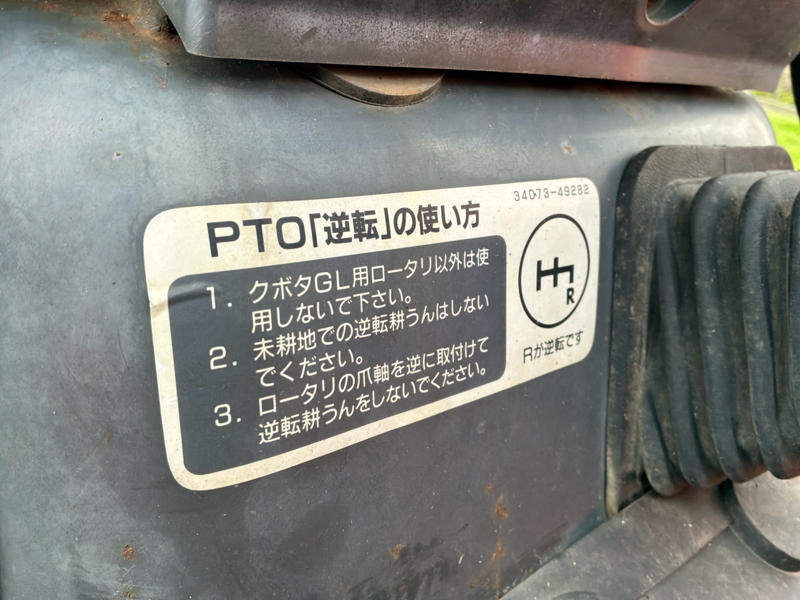 34073-49282
PTO「逆転」の使い方
1. クボタGL用ロータリ以外は使
用しないで下さい。
2. 未耕地での逆転耕うんはしない
でください。
3. ロータリの爪軸を逆に取付けて
逆転耕うんをしないでください。
R
Rが逆転です